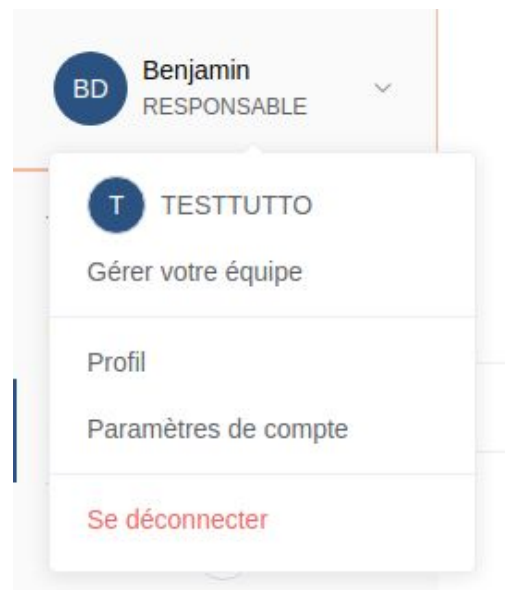 BD
Benjamin
RESPONSABLE
T
TESTTUTTO
Gérer votre équipe
Profil
Paramètres de compte
Se déconnecter